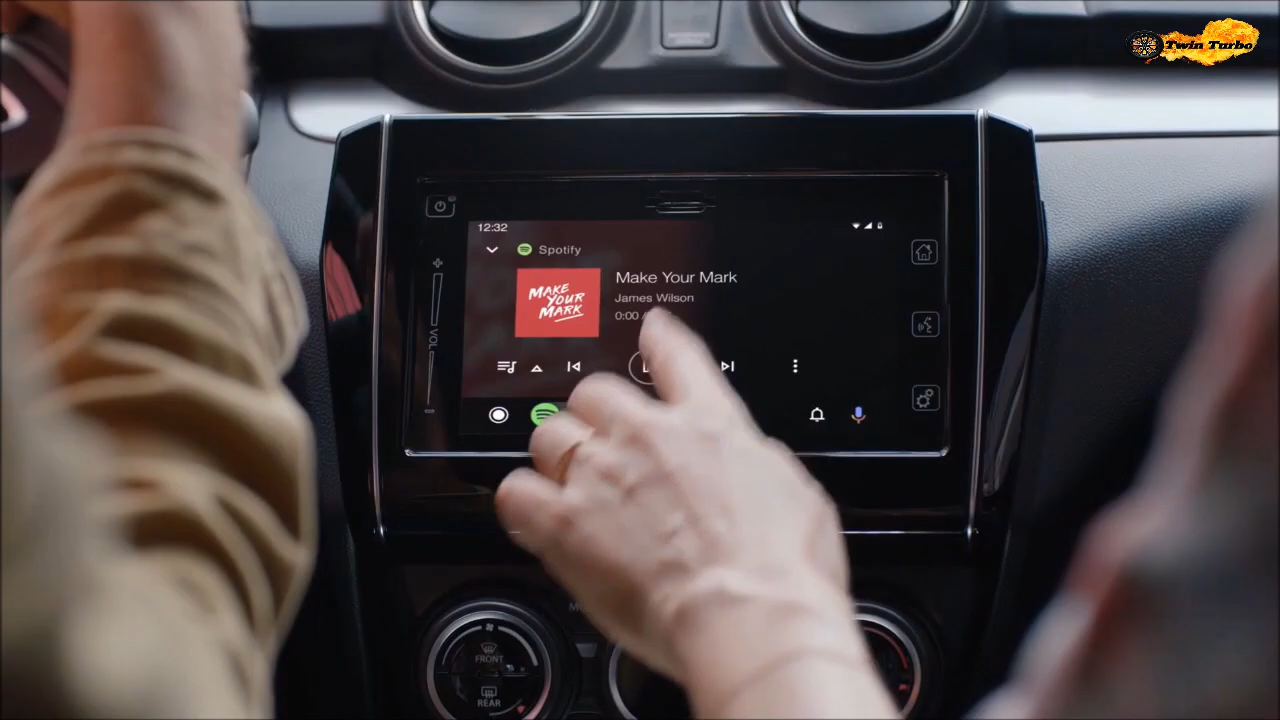 Twin Turbo
12:32
Spotify
MAKE
YOUR
MARK
Make Your Mark
James Wilson
0:00
VOL
FRONT
REAR